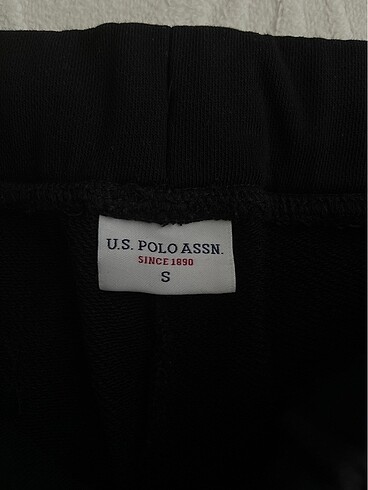 U.S. POLO ASSN.
SINCE 1890
S